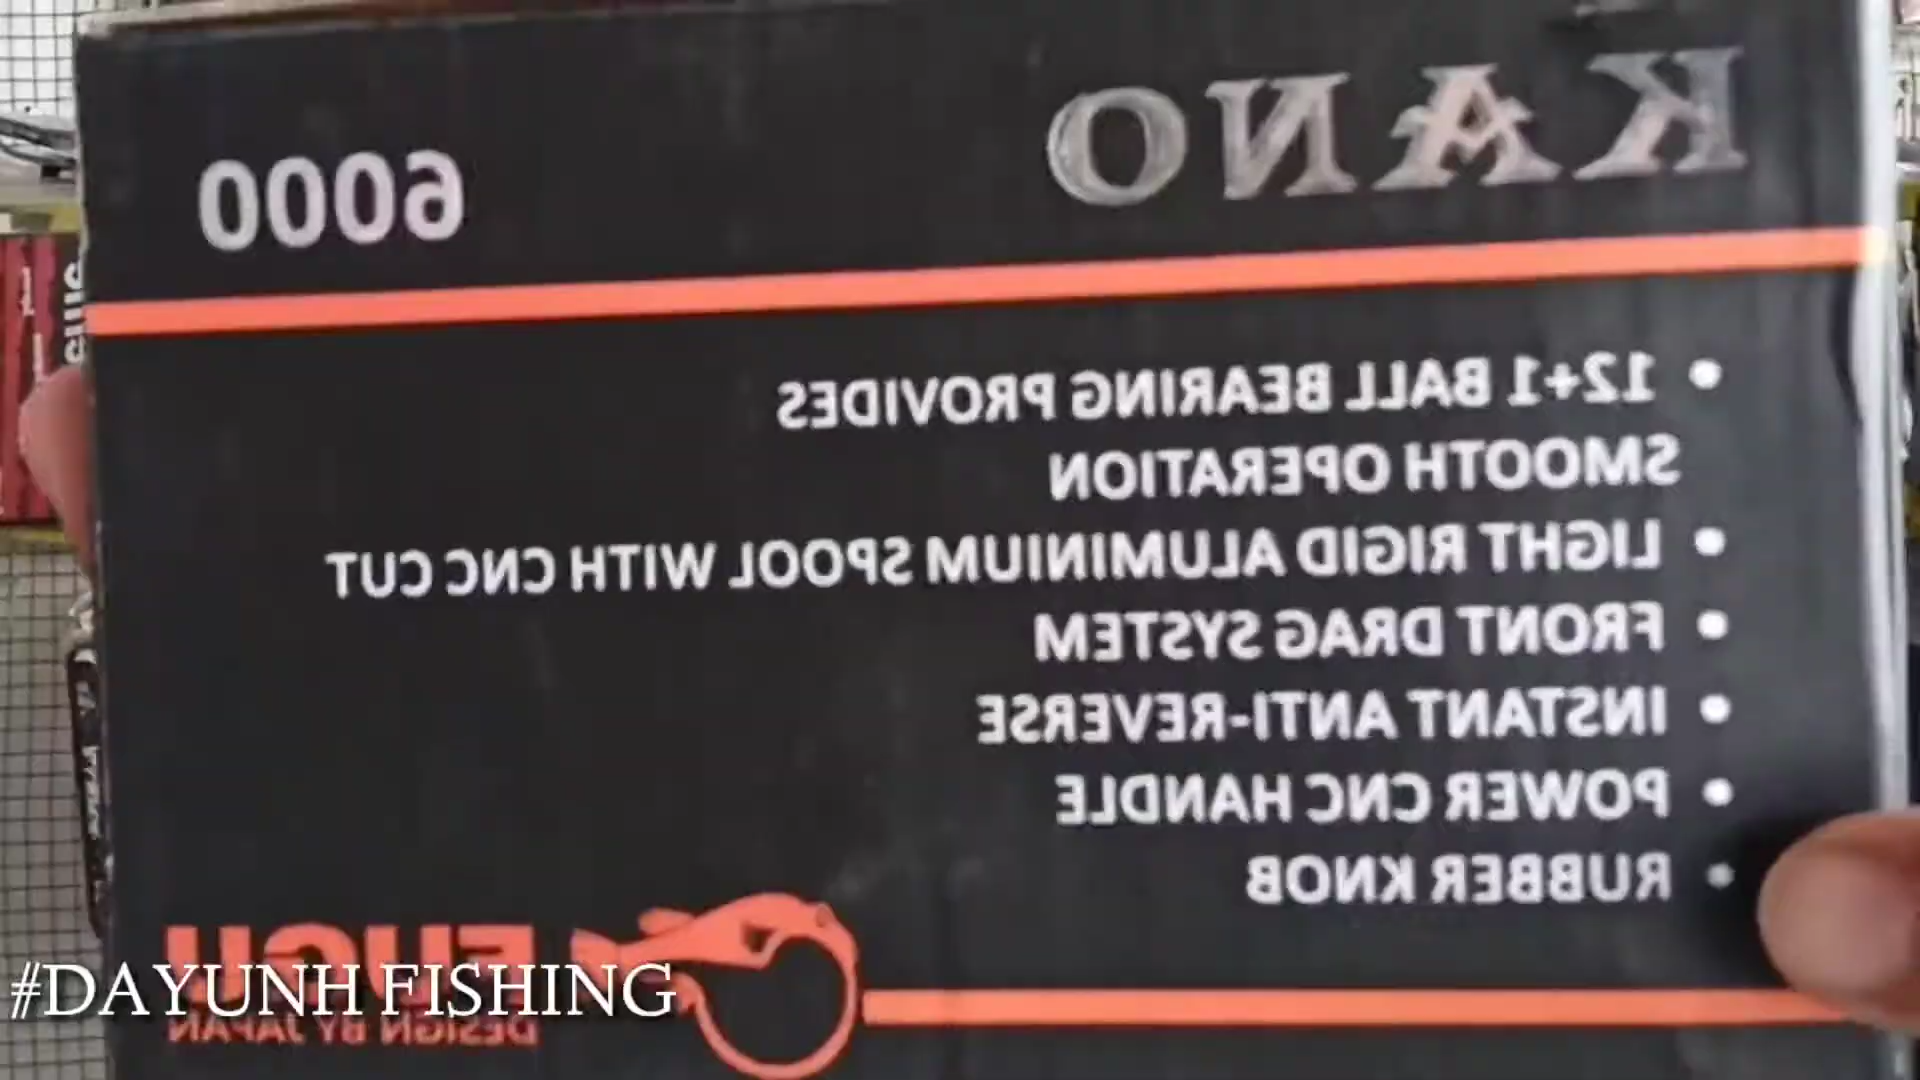 KANO
6000
• 12+1 BALL BEARING PROVIDES
SMOOTH OPERATION
• LIGHT RIGID ALUMINIUM SPOOL WITH CNC CUT
• FRONT DRAG SYSTEM
• INSTANT ANTI-REVERSE
• POWER CNC HANDLE
• RUBBER KNOB
DESIGN BY JAPAN
#DAYUNH FISHING